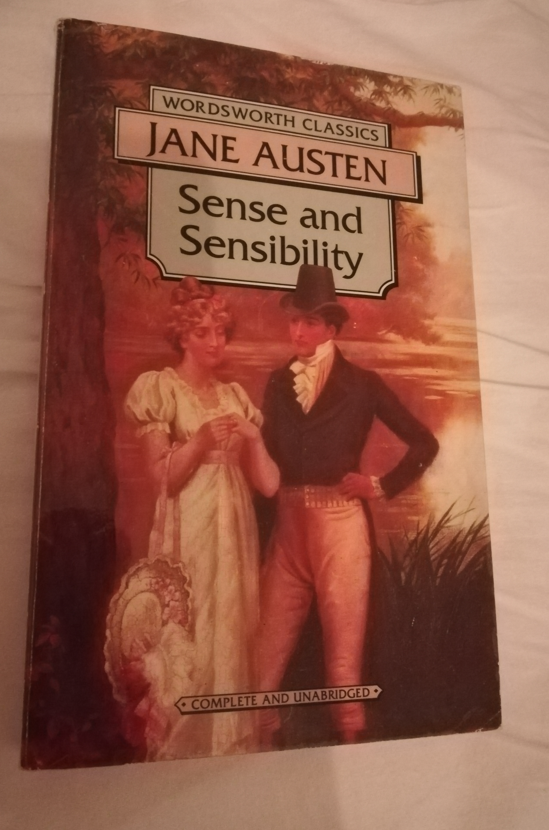 WORDSWORTH CLASSICS
JANE AUSTEN
Sense and
Sensibility
COMPLETE AND UNABRIDGED